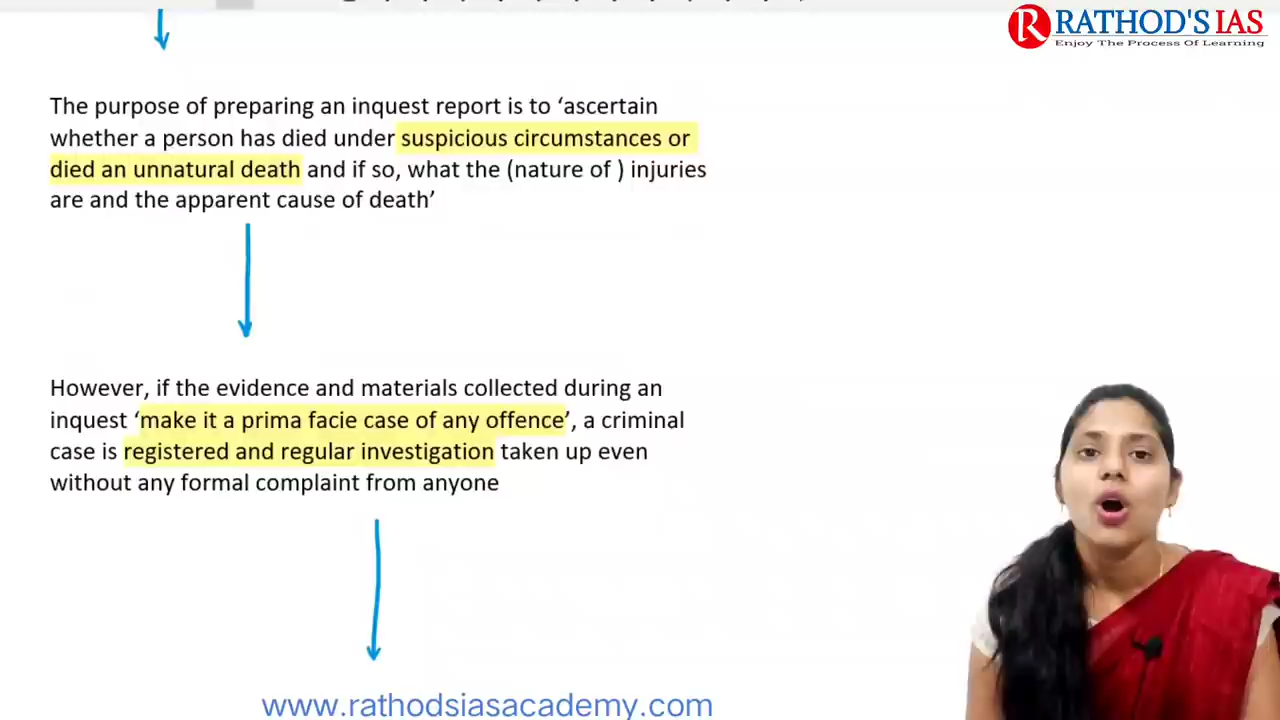 RATHOD'S IAS
Enjoy The Process Of Learning
The purpose of preparing an inquest report is to ‘ascertain
whether a person has died under suspicious circumstances or
died an unnatural death and if so, what the (nature of ) injuries
are and the apparent cause of death’
However, if the evidence and materials collected during an
inquest ‘make it a prima facie case of any offence’, a criminal
case is registered and regular investigation taken up even
without any formal complaint from anyone
www.rathodsiasacademy.com